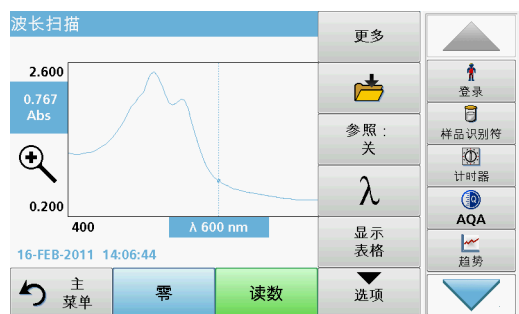 波长扫描
2.600
0.767
Abs
0.200
400
λ 600 nm
16-FEB-2011 14:06:44
主
菜单
零
读数
更多
参照：
关
λ
显示
表格
选项
登录
样品识别符
计时器
AQA
趋势